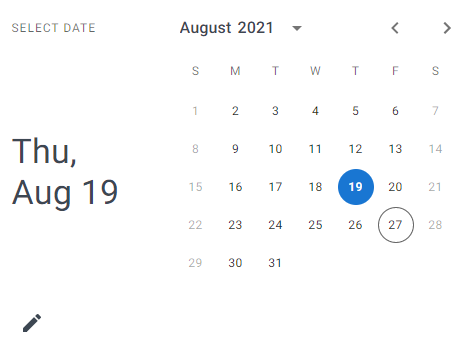 SELECT DATE
August 2021
S M T W T F S
1 2 3 4 5 6 7
8 9 10 11 12 13 14
15 16 17 18 19 20 21
22 23 24 25 26 27 28
29 30 31
Thu,
Aug 19